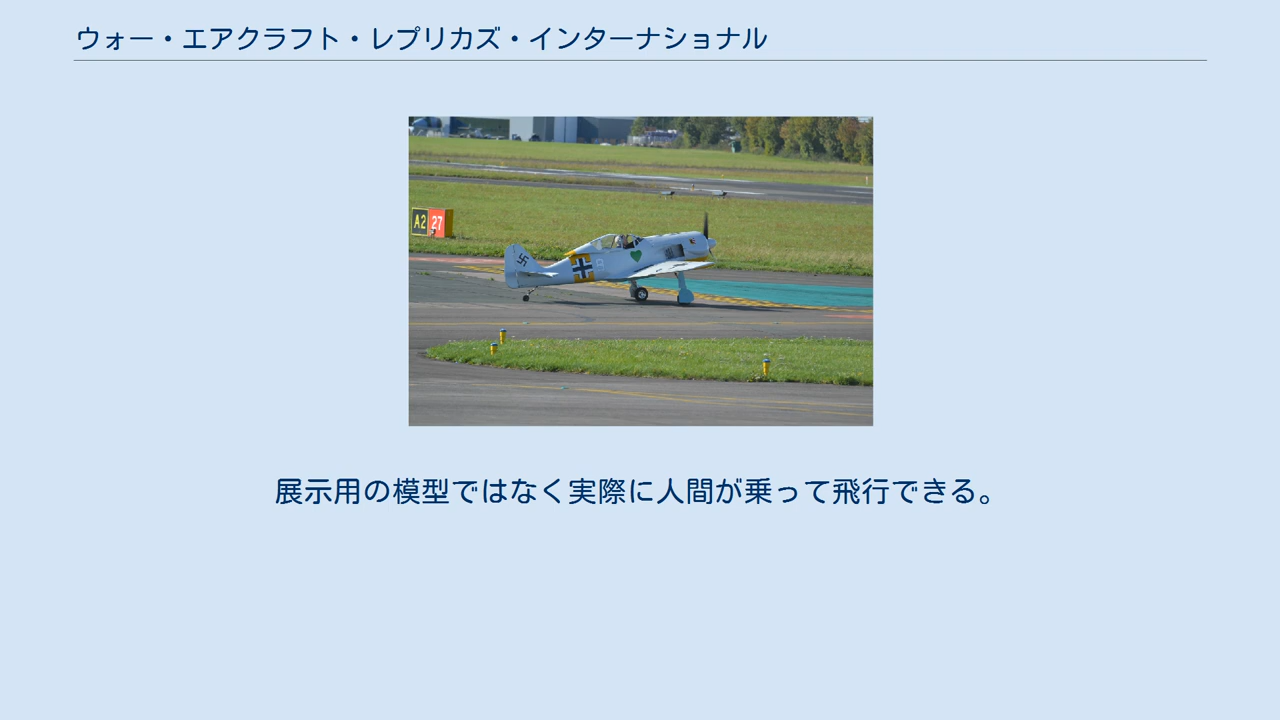 ウォー・エアクラフト・レプリカズ・インターナショナル
A2 27
展示用の模型ではなく実際に人間が乗って飛行できる。